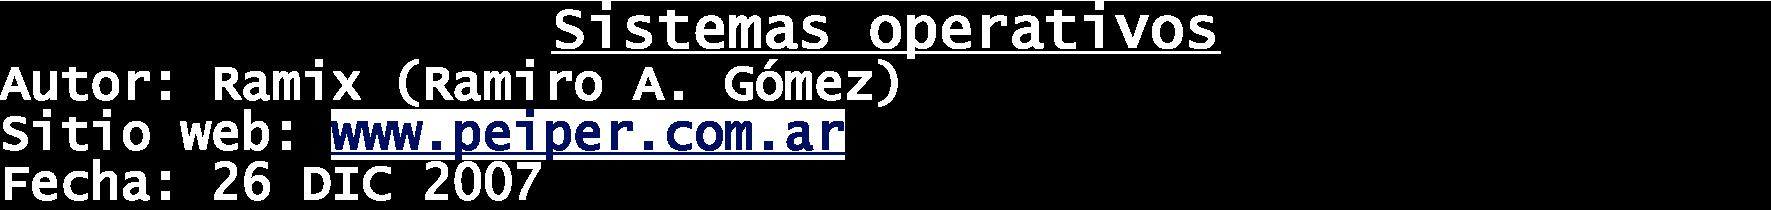 Sistemas operativos
Autor: Ramix (Ramiro A. Gómez)
Sitio web: www.peiper.com.ar
Fecha: 26 DIC 2007